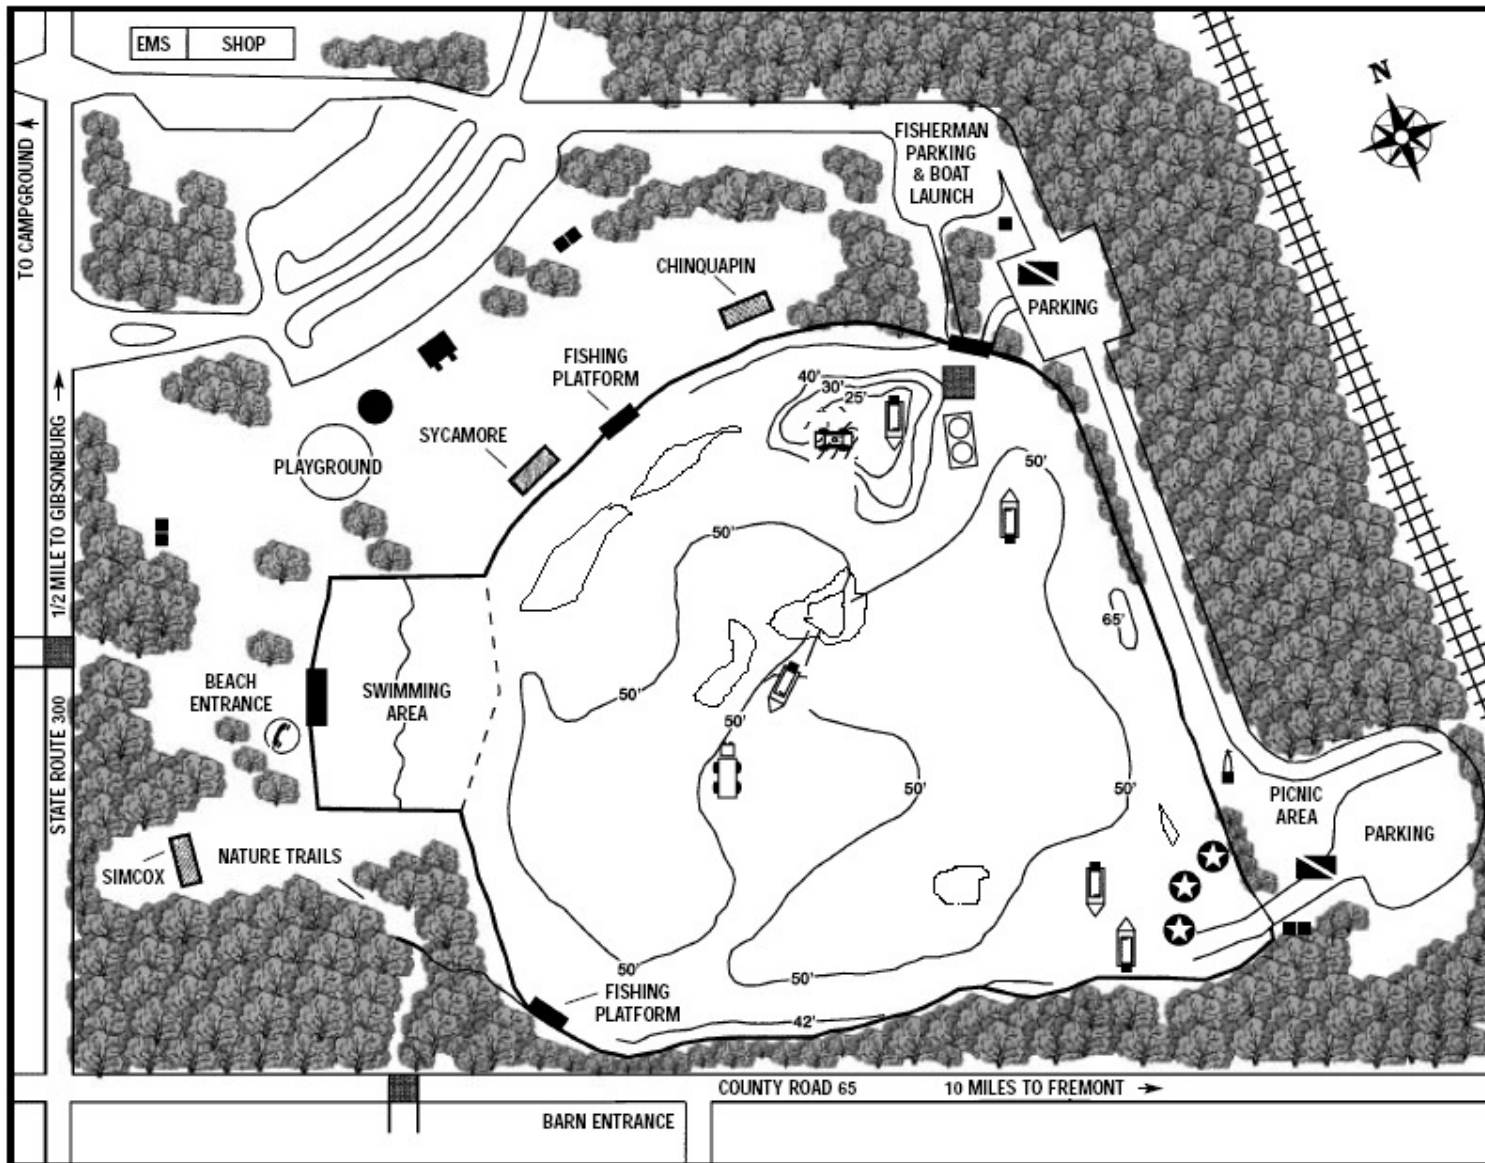 EMS SHOP
N
TO CAMPGROUND
FISHERMAN
PARKING
& BOAT
LAUNCH
CHINQUAPIN
PARKING
FISHING
PLATFORM
40'
30'
25'
SYCAMORE
PLAYGROUND
50'
50'
1/2 MILE TO GIBSONBURG
65'
BEACH
ENTRANCE
SWIMMING
AREA
50'
50'
STATE ROUTE 300
50'
50'
PICNIC
AREA
PARKING
NATURE TRAILS
SIMCOX
50'
50'
FISHING
PLATFORM
42'
COUNTY ROAD 65 10 MILES TO FREMONT
BARN ENTRANCE